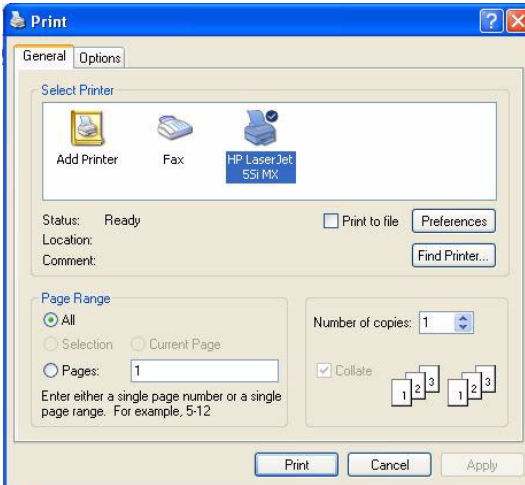 Print
General Options
Select Printer
Add Printer Fax HP LaserJet
5Si MX
Status: Ready
Print to file Preferences
Location:
Comment:
Find Printer...
Page Range
All
Selection Current Page
Pages: 1
Enter either a single page number or a single
page range. For example, 5-12
Number of copies: 1
Collate
1 2 3 1 2 3
Print Cancel Apply